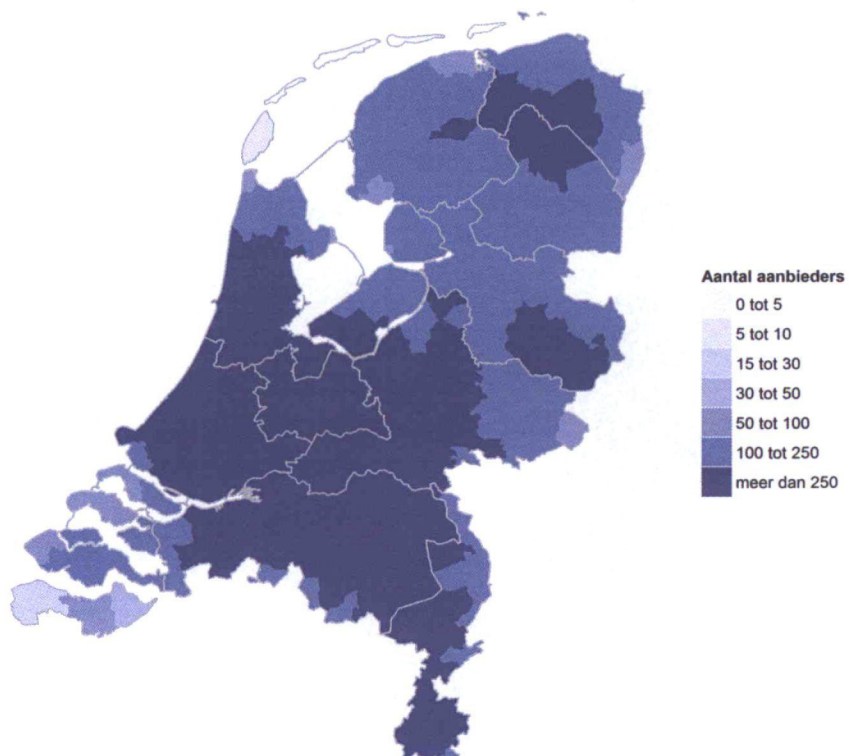 Aantal aanbieders
0 tot 5
5 tot 10
15 tot 30
30 tot 50
50 tot 100
100 tot 250
meer dan 250